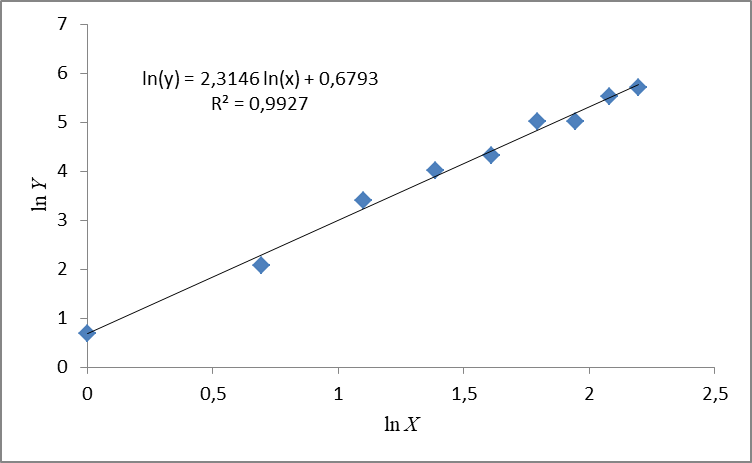 7
ln(y) = 2,3146 ln(x) + 0,6793
R² = 0,9927
6
5
4
3
2
1
0
ln Y
0 0,5 1 1,5 2 2,5
ln X